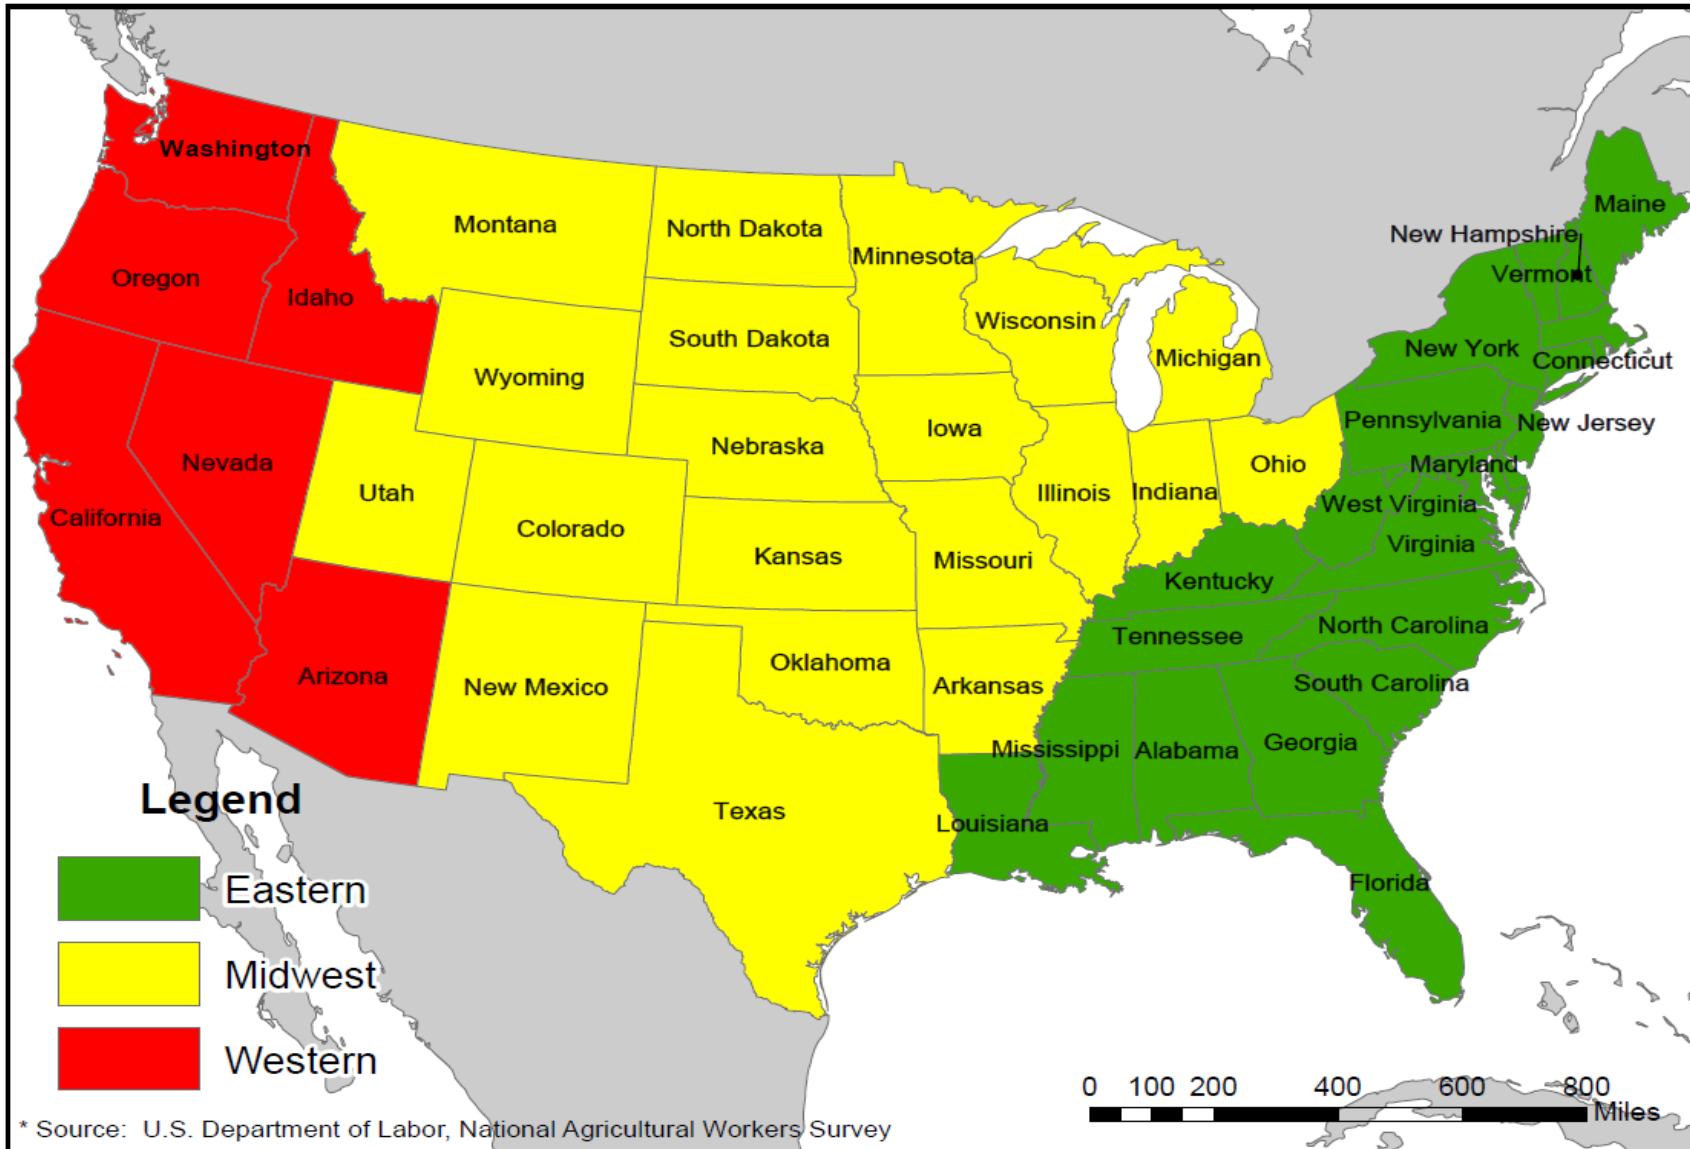 Washington
Maine
Montana
North Dakota
New Hampshire
Minnesota
Vermont
Oregon
Idaho
Wisconsin
South Dakota
New York
Michigan
Connecticut
Wyoming
Pennsylvania
New Jersey
Iowa
Nebraska
Nevada
Ohio
Maryland
Utah
Illinois
Indiana
West Virginia
California
Colorado
Virginia
Kansas
Missouri
Kentucky
North Carolina
Tennessee
Oklahoma
Arizona
New Mexico
Arkansas
South Carolina
Georgia
Mississippi
Alabama
Texas
Louisiana
Florida
Legend
Eastern
Midwest
Western
0 100 200 400 600 800
Miles
* Source: U.S. Department of Labor, National Agricultural Workers Survey